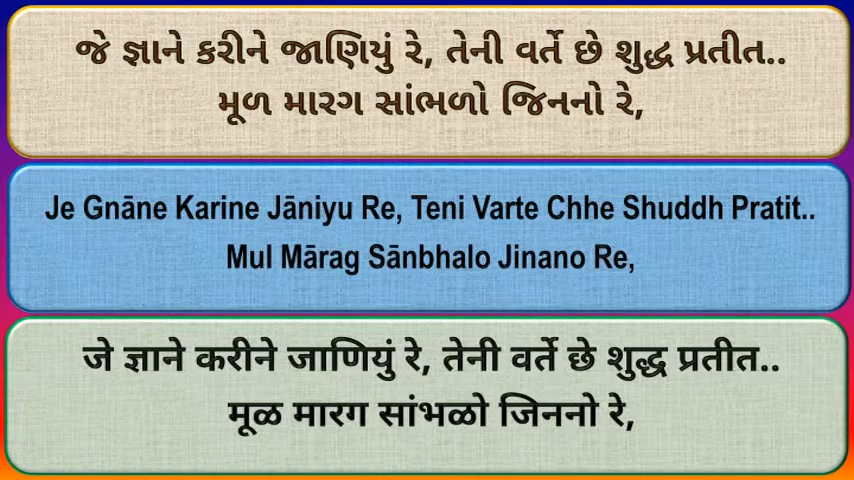 જે જ્ઞાને કરીને જાણિયું રે, તેની વર્તે છે શુદ્ધ પ્રતીત..
મૂળ મારગ સાંભળો જિનનો રે,
Je Gnāne Karine Jāniyu Re, Teni Varte Chhe Shuddh Pratit..
Mul Mārag Sānbhalo Jinano Re,
जे ज्ञाने करीने जाणियुं रे, तेनी वर्ते छे शुद्ध प्रतीत..
मूळ मारग सांभळो जिननो रे,